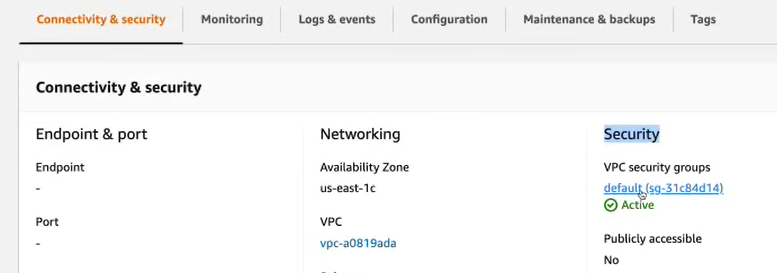 Connectivity & security
Monitoring
Logs & events
Configuration
Maintenance & backups
Tags
Connectivity & security
Endpoint & port
Endpoint
-
Port
-
Networking
Availability Zone
us-east-1c
VPC
vpc-a0819ada
Security
VPC security groups
default (sg-31c84d14)
Active
Publicly accessible
No